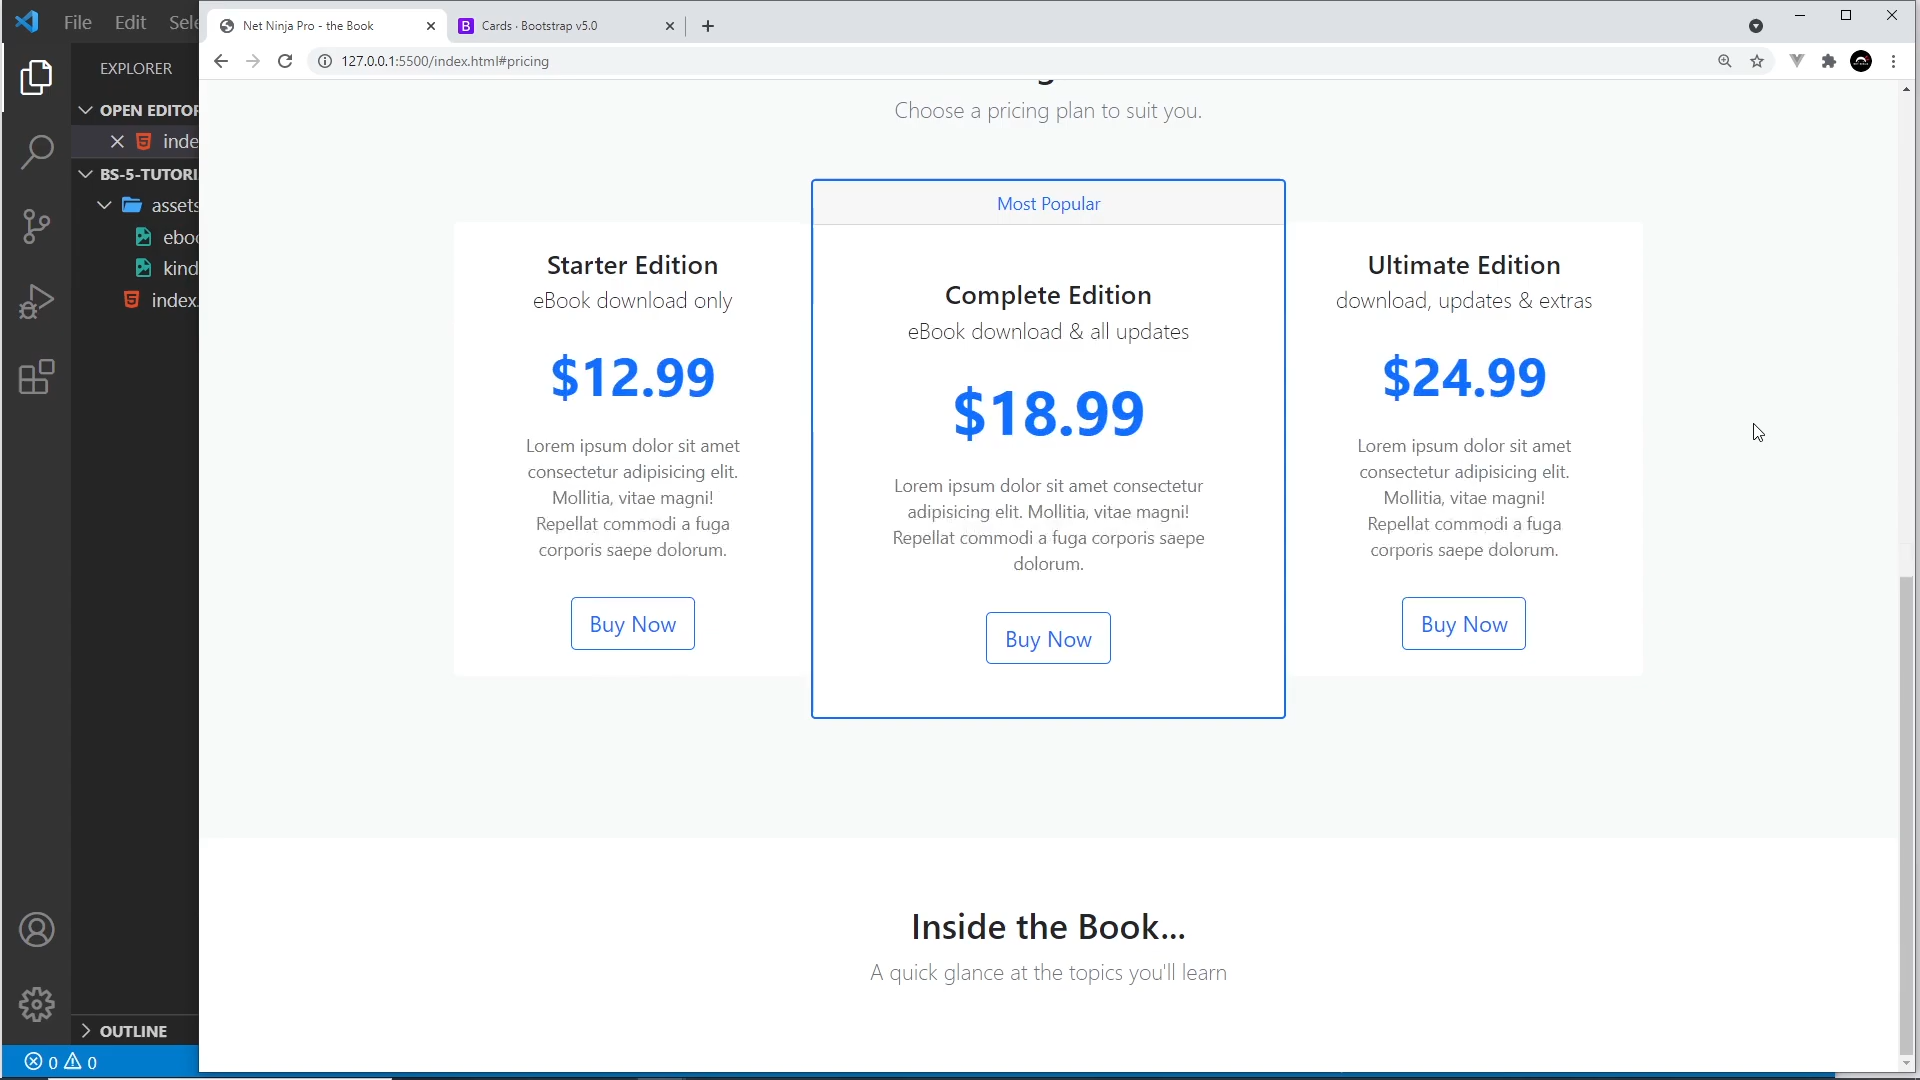 File Edit Sele
EXPLORER
OPEN EDITOR
inde
BS-5-TUTORI
assets
eboo
kind
index.
OUTLINE
0 0
Net Ninja Pro - the Book
Cards · Bootstrap v5.0
127.0.0.1:5500/index.html#pricing
Choose a pricing plan to suit you.
Starter Edition
eBook download only
$12.99
Lorem ipsum dolor sit amet
consectetur adipisicing elit.
Mollitia, vitae magni!
Repellat commodi a fuga
corporis saepe dolorum.
Buy Now
Most Popular
Complete Edition
eBook download & all updates
$18.99
Lorem ipsum dolor sit amet consectetur
adipisicing elit. Mollitia, vitae magni!
Repellat commodi a fuga corporis saepe
dolorum.
Buy Now
Ultimate Edition
download, updates & extras
$24.99
Lorem ipsum dolor sit amet
consectetur adipisicing elit.
Mollitia, vitae magni!
Repellat commodi a fuga
corporis saepe dolorum.
Buy Now
Inside the Book...
A quick glance at the topics you'll learn